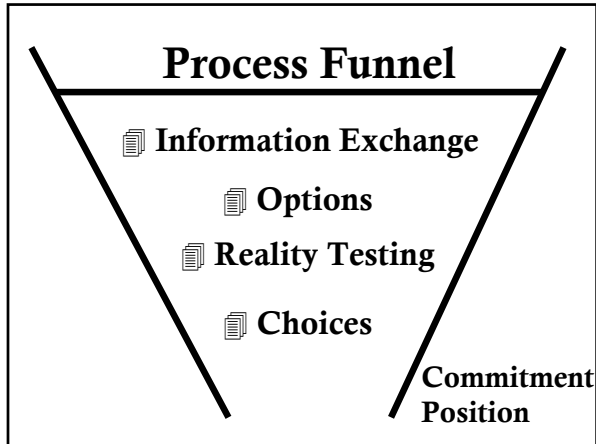 Process Funnel
Information Exchange
Options
Reality Testing
Choices
Commitment
Position